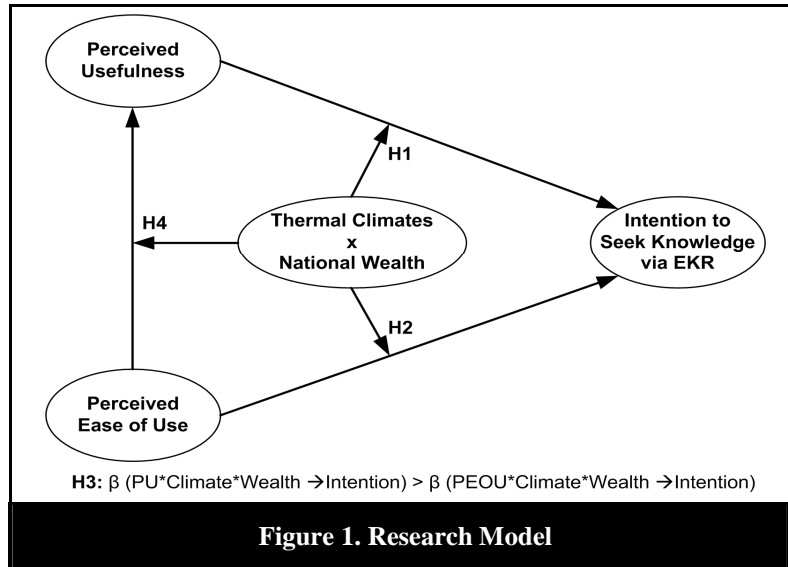 Perceived
Usefulness
H1
Thermal Climates
x
National Wealth
H4
Intention to
Seek Knowledge
via EKR
H2
Perceived
Ease of Use
H3: β (PU*Climate*Wealth →Intention) > β (PEOU*Climate*Wealth →Intention)
Figure 1. Research Model